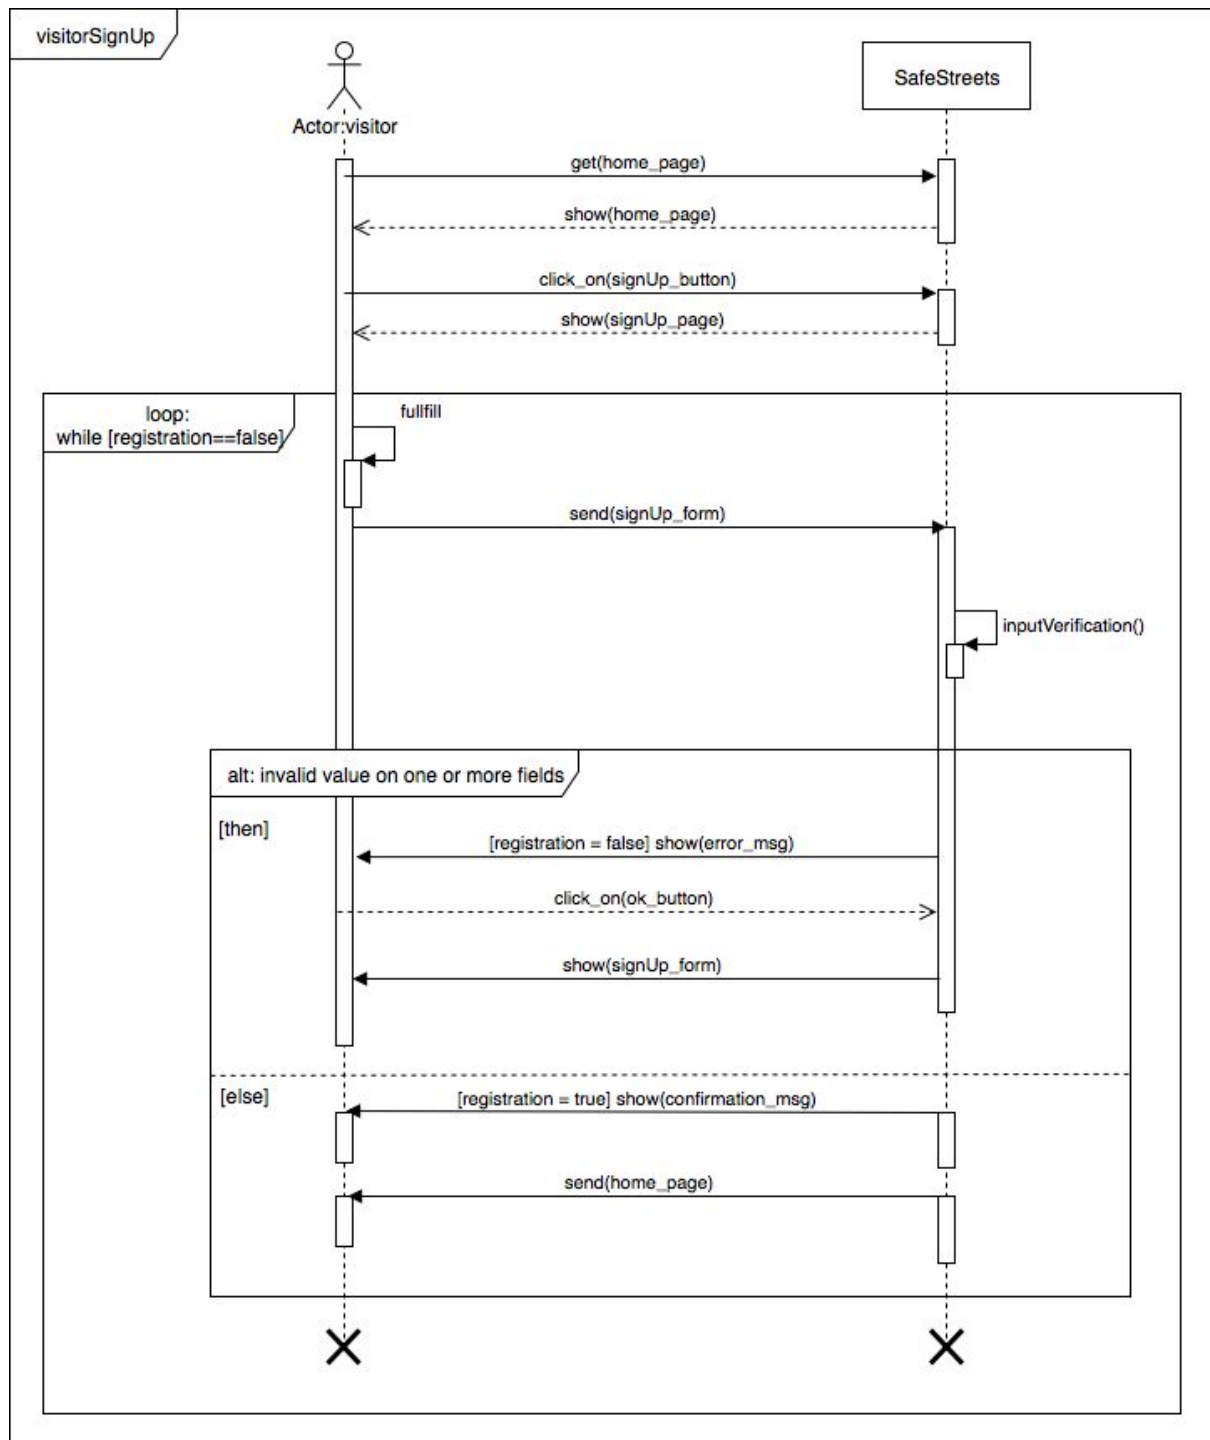 visitorSignUp
SafeStreets
Actor:visitor
get(home_page)
show(home_page)
click_on(signUp_button)
show(signUp_page)
loop:
while [registration==false]
fullfill
send(signUp_form)
inputVerification()
alt: invalid value on one or more fields
[then]
[registration = false] show(error_msg)
click_on(ok_button)
show(signUp_form)
[else]
[registration = true] show(confirmation_msg)
send(home_page)